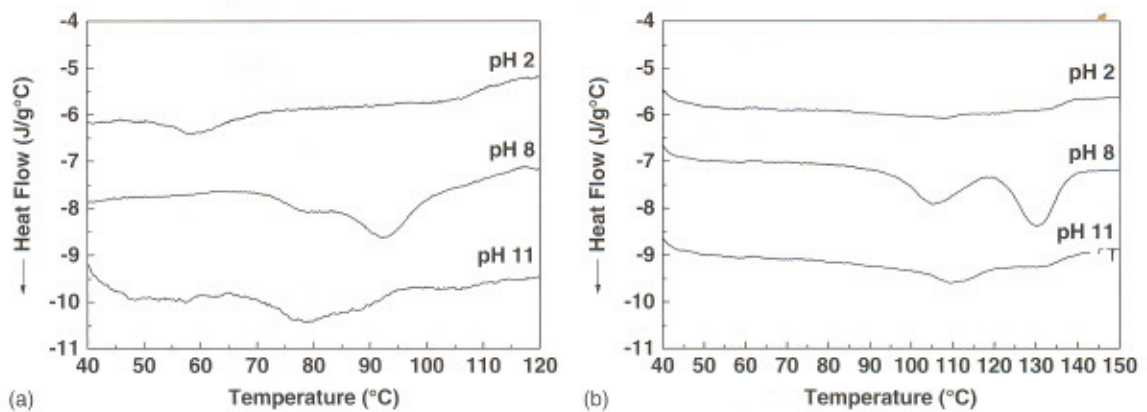 -4
-5
-6
-7
-8
-9
-10
-11
Heat Flow (J/g°C)
pH 2
pH 8
pH 11
40 50 60 70 80 90 100 110 120
(a)
Temperature (°C)
-4
-5
-6
-7
-8
-9
-10
-11
Heat Flow (J/g°C)
pH 2
pH 8
pH 11
40 50 60 70 80 90 100 110 120 130 140 150
(b)
Temperature (°C)